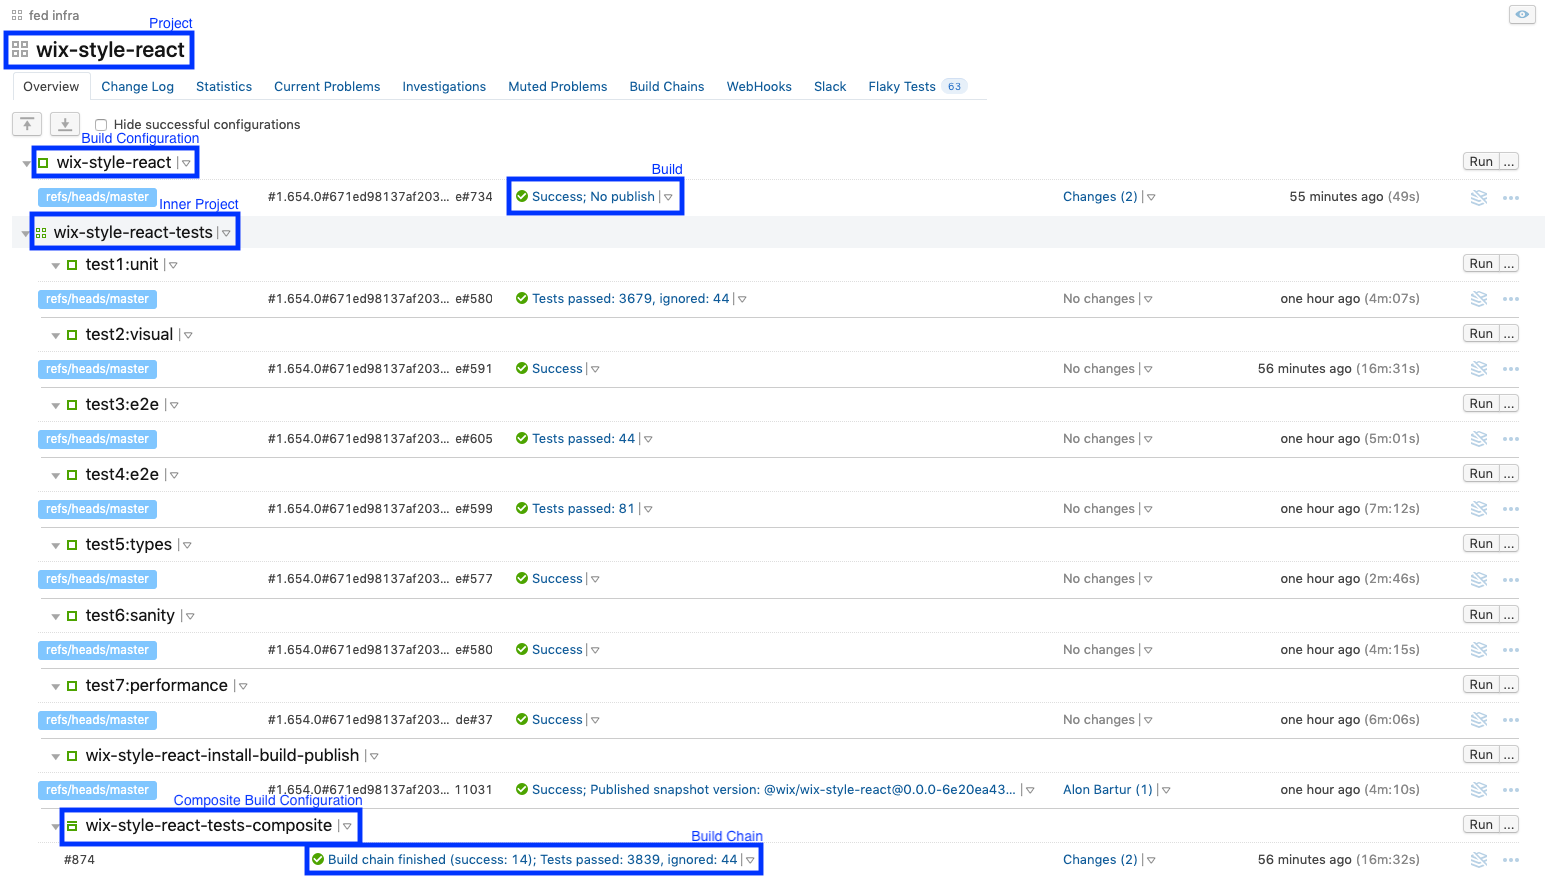 fed infra
Project
wix-style-react
Overview Change Log Statistics Current Problems Investigations Muted Problems Build Chains WebHooks Slack Flaky Tests 63
Hide successful configurations
Build Configuration
wix-style-react Run ...
Build
refs/heads/master #1.654.0#671ed98137af203... e#734 Success; No publish Changes (2) 55 minutes ago (49s)
Inner Project
wix-style-react-tests
test1:unit Run ...
refs/heads/master #1.654.0#671ed98137af203... e#580 Tests passed: 3679, ignored: 44 No changes one hour ago (4m:07s)
test2:visual Run ...
refs/heads/master #1.654.0#671ed98137af203... e#591 Success No changes 56 minutes ago (16m:31s)
test3:e2e Run ...
refs/heads/master #1.654.0#671ed98137af203... e#605 Tests passed: 44 No changes one hour ago (5m:01s)
test4:e2e Run ...
refs/heads/master #1.654.0#671ed98137af203... e#599 Tests passed: 81 No changes one hour ago (7m:12s)
test5:types Run ...
refs/heads/master #1.654.0#671ed98137af203... e#577 Success No changes one hour ago (2m:46s)
test6:sanity Run ...
refs/heads/master #1.654.0#671ed98137af203... e#580 Success No changes one hour ago (4m:15s)
test7:performance Run ...
refs/heads/master #1.654.0#671ed98137af203... de#37 Success No changes one hour ago (6m:06s)
wix-style-react-install-build-publish Run ...
refs/heads/master #1.654.0#671ed98137af203... 11031 Success; Published snapshot version: @wix/wix-style-react@0.0.0-6e20ea43... Alon Bartur (1) one hour ago (4m:10s)
Composite Build Configuration
wix-style-react-tests-composite Run ...
Build Chain
#874 Build chain finished (success: 14); Tests passed: 3839, ignored: 44 Changes (2) 56 minutes ago (16m:32s)